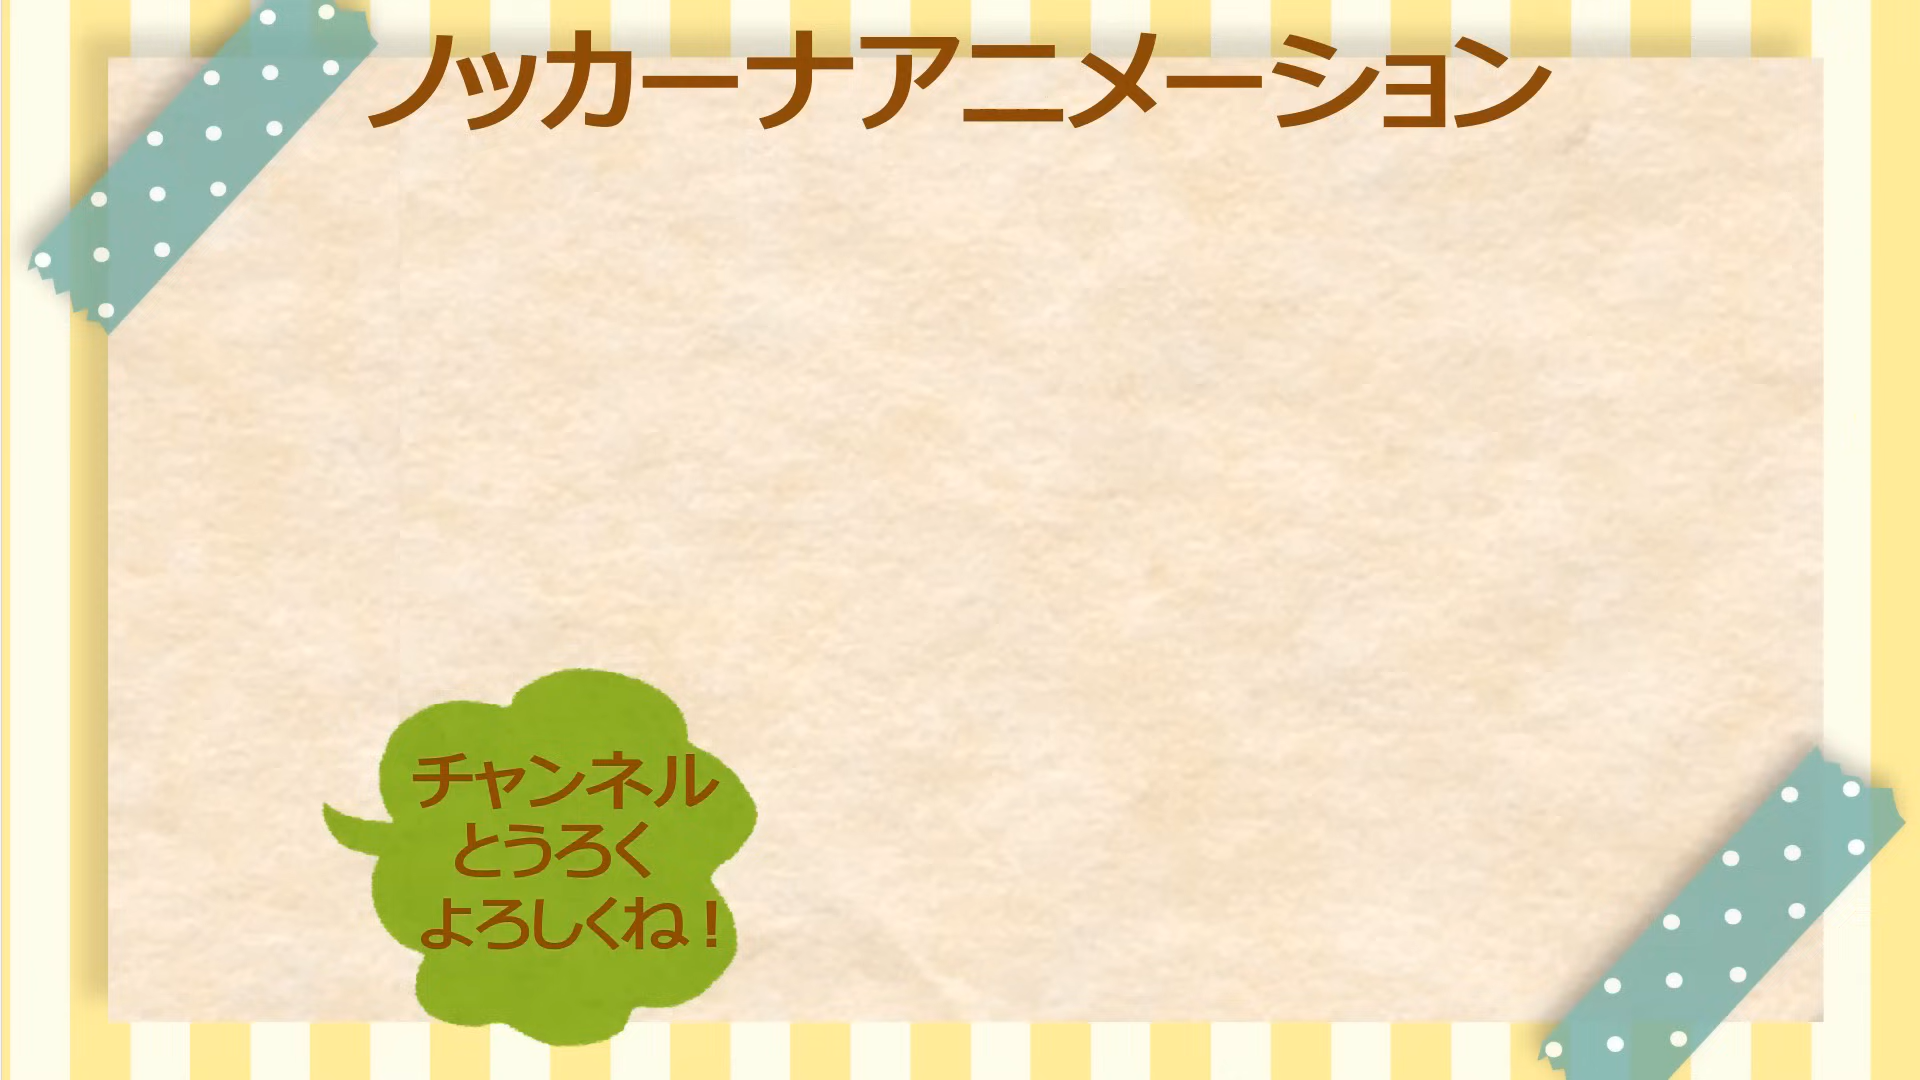 ノッカーナアニメーション
チャンネル
とうろく
よろしくね！